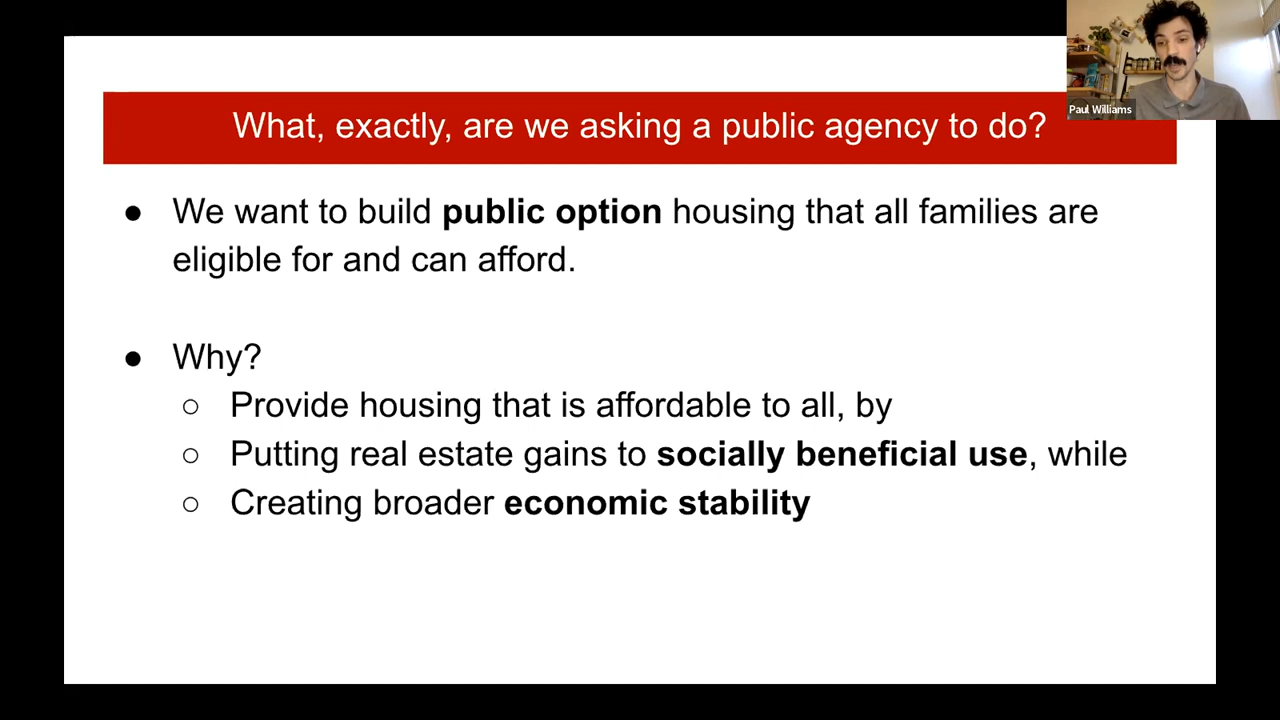 What, exactly, are we asking a public agency to do?
Paul Williams
● We want to build public option housing that all families are
eligible for and can afford.
● Why?
○ Provide housing that is affordable to all, by
○ Putting real estate gains to socially beneficial use, while
○ Creating broader economic stability